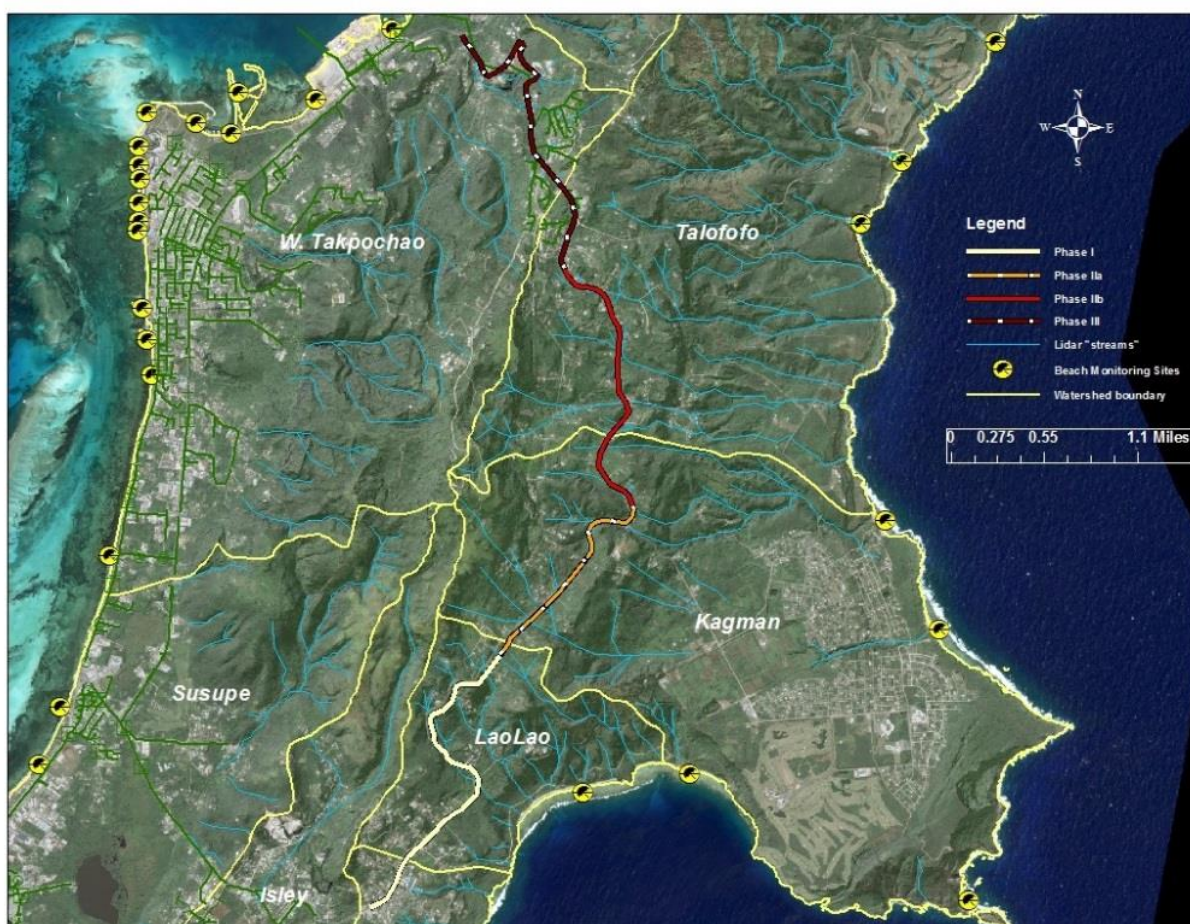 N
W E
S
W. Takpochao
Talofofo
Legend
Phase I
Phase IIa
Phase IIb
Phase III
Lidar "streams"
Beach Monitoring Sites
Watershed boundary
0 0.275 0.55 1.1 Miles
Kagman
Susupe
LaoLao
Isley